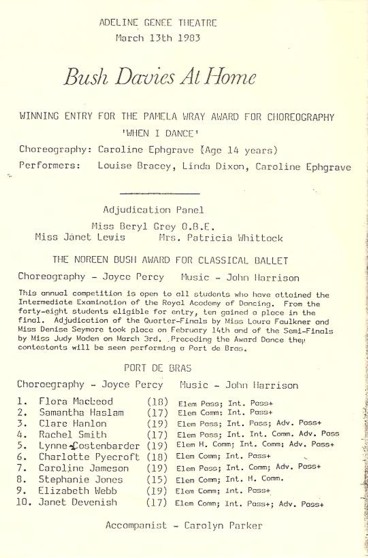 ADELINE GENEE THEATRE
March 13th 1983
Bush Davies At Home
WINNING ENTRY FOR THE PAMELA WRAY AWARD FOR CHOREOGRAPHY
'WHEN I DANCE'
Choreography: Caroline Ephgrave (Age 14 years)
Performers: Louise Bracey, Linda Dixon, Caroline Ephgrave
Adjudication Panel
Miss Beryl Grey O.B.E.
Miss Janet Lewis Mrs. Patricia Whittock
THE NOREEN BUSH AWARD FOR CLASSICAL BALLET
Choreography - Joyce Percy Music - John Harrison
This annual competition is open to all students who have attained the
Intermediate Examination of the Royal Academy of Dancing. From the
forty-eight students eligible for entry, ten gained a place in the
final. Adjudication of the Quarter-Finals by Miss Laura Faulkner and
Miss Denise Seymore took place on February 14th and of the Semi-Finals
by Miss Judy Maden on March 3rd. Preceding the Award Dance the
contestants will be seen performing a Port de Bras.
PORT DE BRAS
Choreography - Joyce Percy Music - John Harrison
1. Flora MacLeod (18) Elem Pass; Int. Pass+
2. Samantha Haslam (17) Elem Comm; Int. Pass+
3. Clare Hanlon (19) Elem Pass; Int. Pass; Adv. Pass+
4. Rachel Smith (17) Elem Pass; Int. Int. Comm. Adv. Pass
5. Lynne Costenbarder (19) Elem H. Comm; Int. Comm; Adv. Pass+
6. Charlotte Pyecroft (18) Elem Pass; Int. Comm. Pass+
7. Caroline Jameson (19) Elem Pass; Int. Comm; Adv. Pass+
8. Stephanie Jones (15) Elem Comm; Int. H. Comm.
9. Elizabeth Webb (19) Elem Pass; Int. Pass+
10. Janet Devenish (17) Elem Comm; Int. Pass+; Adv. Pass+
Accompanist - Carolyn Parker